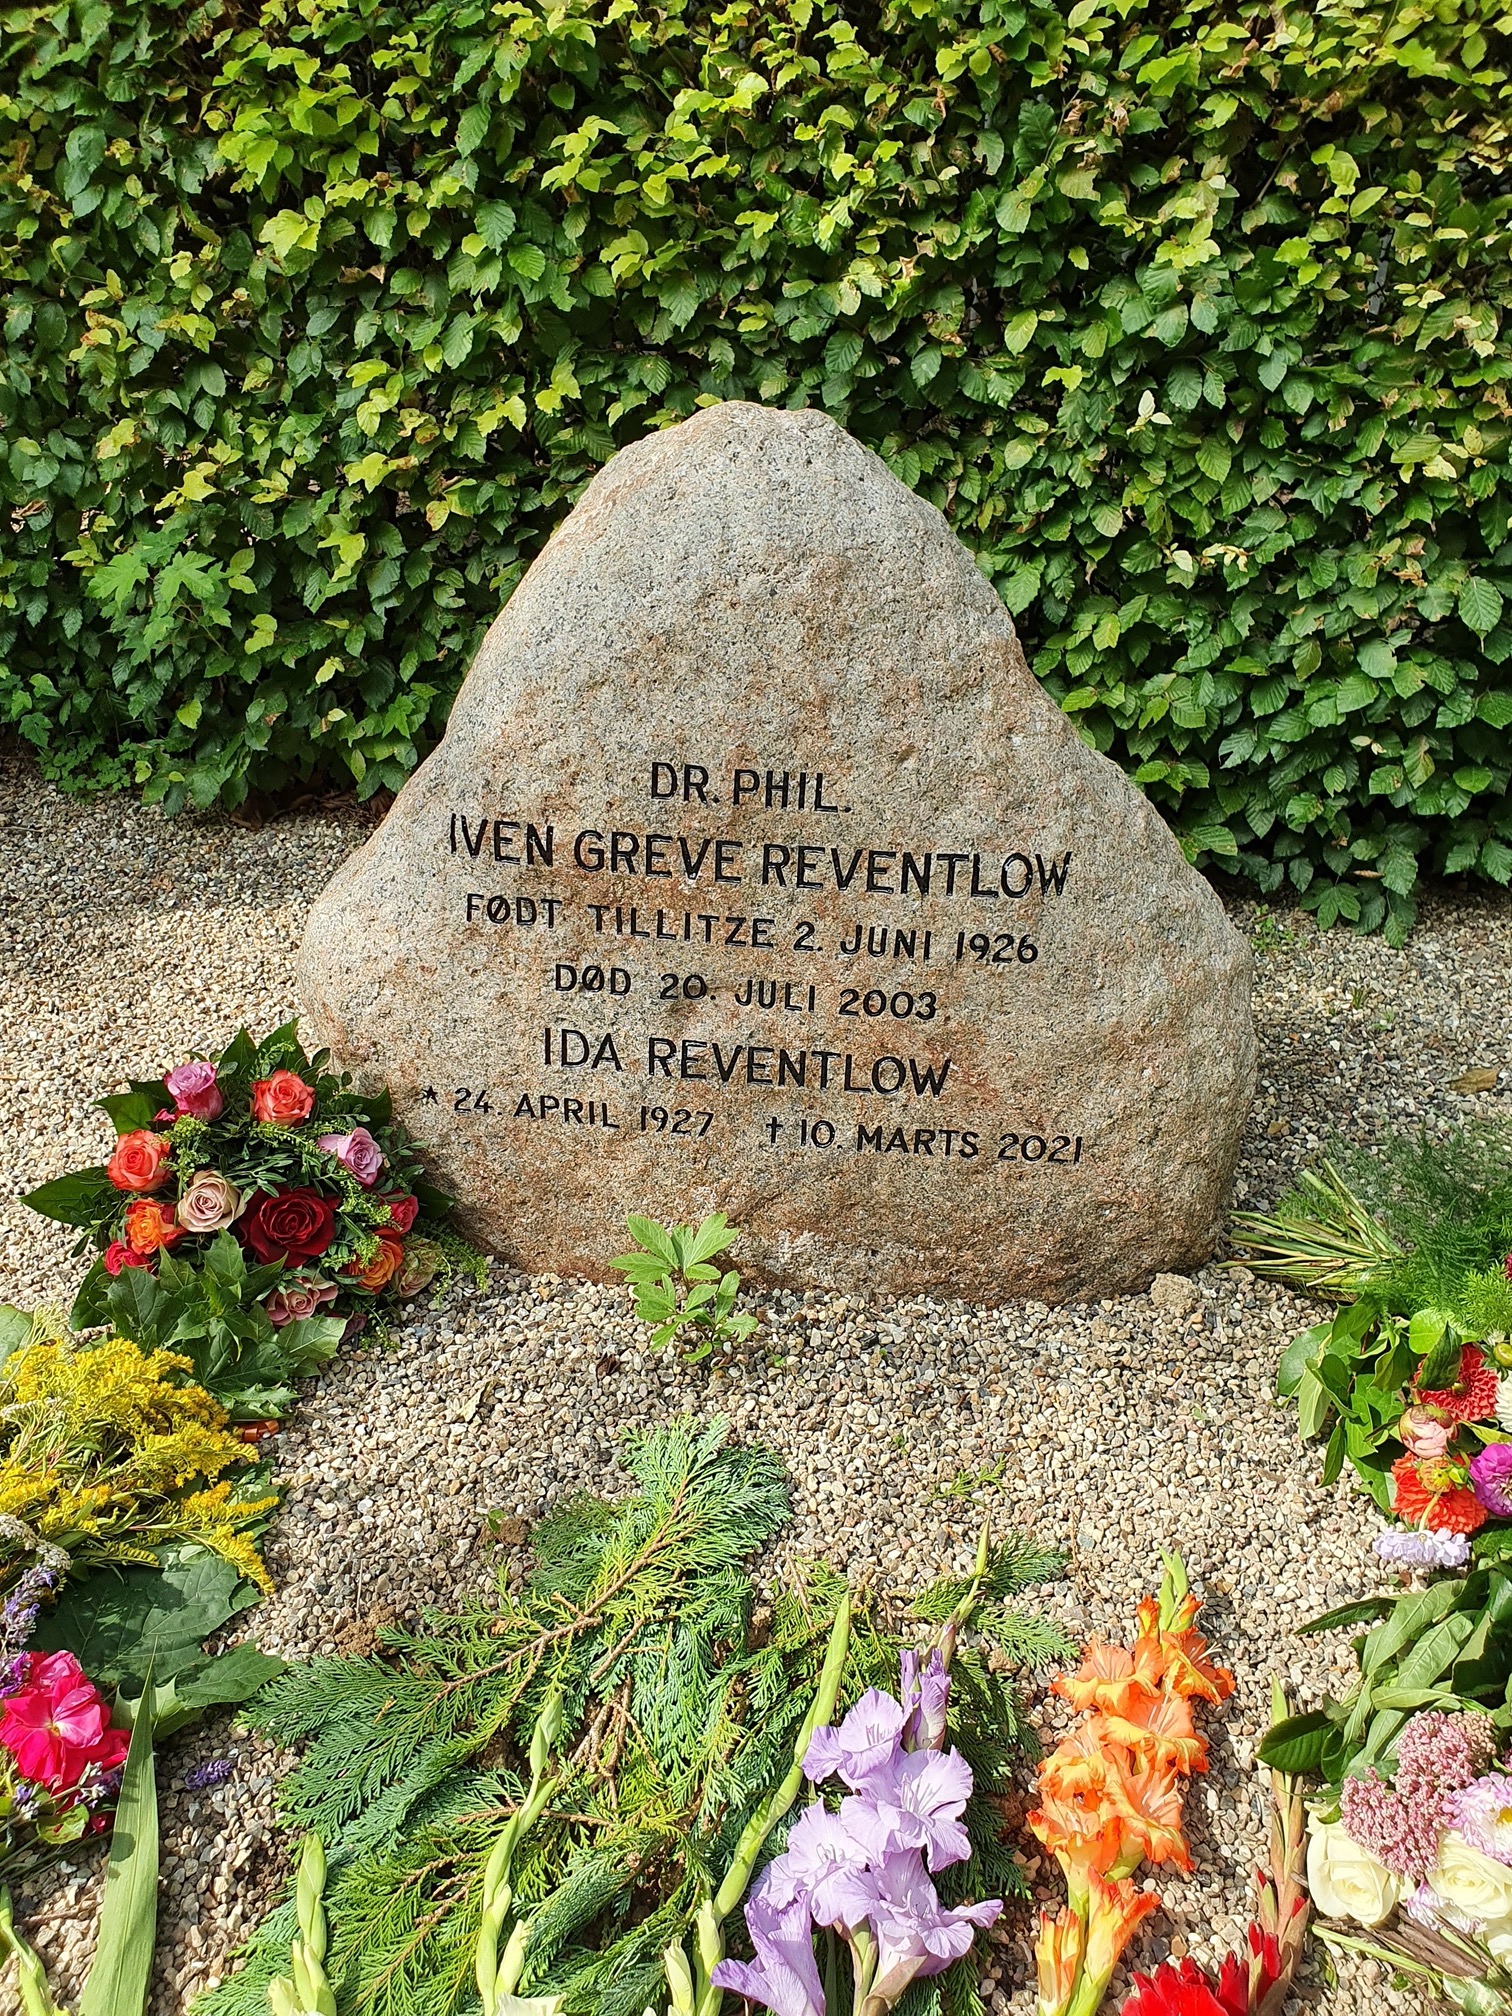 DR. PHIL.
IVEN GREVE REVENTLOW
FØDT TILLITZE 2. JUNI 1926
DØD 20. JULI 2003
IDA REVENTLOW
* 24. APRIL 1927 † 10. MARTS 2021